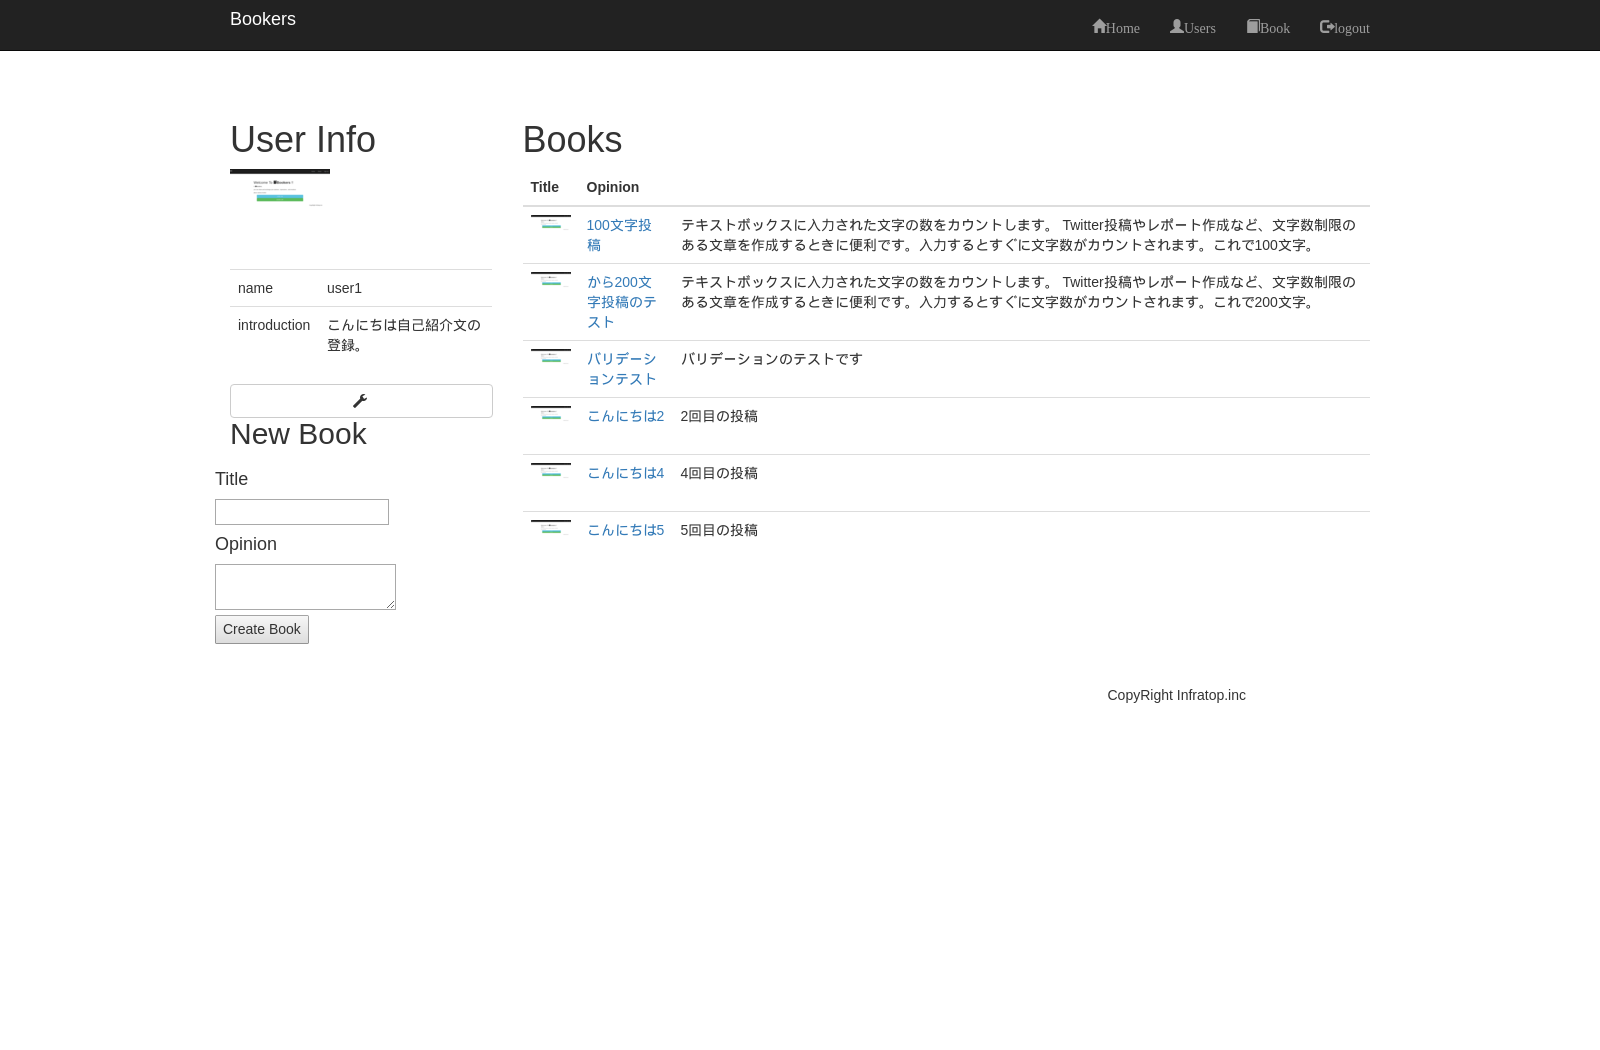 Bookers
Home Users Book logout
User Info
name user1
introduction こんにちは自己紹介文の
登録。
New Book
Title
Opinion
Create Book
Books
Title Opinion
100文字投 テキストボックスに入力された文字の数をカウントします。 Twitter投稿やレポート作成など、文字数制限の
稿 ある文章を作成するときに便利です。入力するとすぐに文字数がカウントされます。これで100文字。
から200文 テキストボックスに入力された文字の数をカウントします。 Twitter投稿やレポート作成など、文字数制限の
字投稿のテ ある文章を作成するときに便利です。入力するとすぐに文字数がカウントされます。これで200文字。
スト
バリデーシ バリデーションのテストです
ョンテスト
こんにちは2 2回目の投稿
こんにちは4 4回目の投稿
こんにちは5 5回目の投稿
CopyRight Infratop.inc